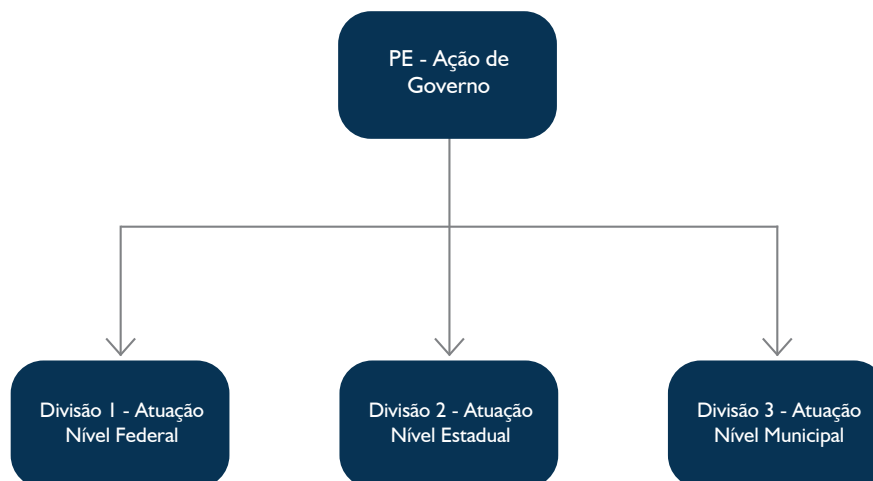 PE - Ação de
Governo
Divisão 1 - Atuação
Nível Federal
Divisão 2 - Atuação
Nível Estadual
Divisão 3 - Atuação
Nível Municipal